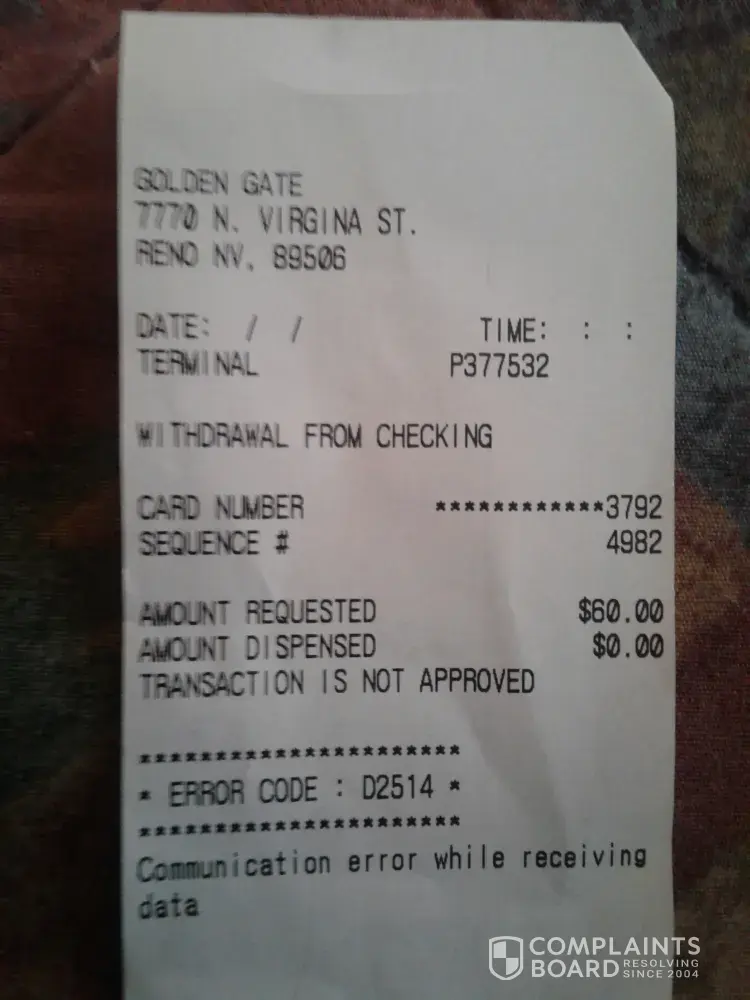 GOLDEN GATE
7770 N. VIRGINA ST.
RENO NV, 89506
DATE: / / TIME: : :
TERMINAL P377532
WITHDRAWAL FROM CHECKING
CARD NUMBER ************3792
SEQUENCE # 4982
AMOUNT REQUESTED $60.00
AMOUNT DISPENSED $0.00
TRANSACTION IS NOT APPROVED
**********************
* ERROR CODE : D2514 *
**********************
Communication error while receiving
data
COMPLAINTS
BOARD RESOLVING
SINCE 2004